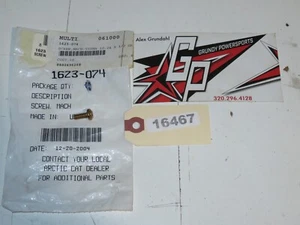 MULTI
1623-074
PACKAGE QTY
DESCRIPTION
SCREW, MACH
MADE IN U
DATE 12-20-2004
CONTACT YOUR LOCAL
ARCTIC CAT DEALER
FOR ADDITIONAL PARTS
Alex Grundahl
GP
GRUNDY POWERSPORTS
320.296.4128
16467